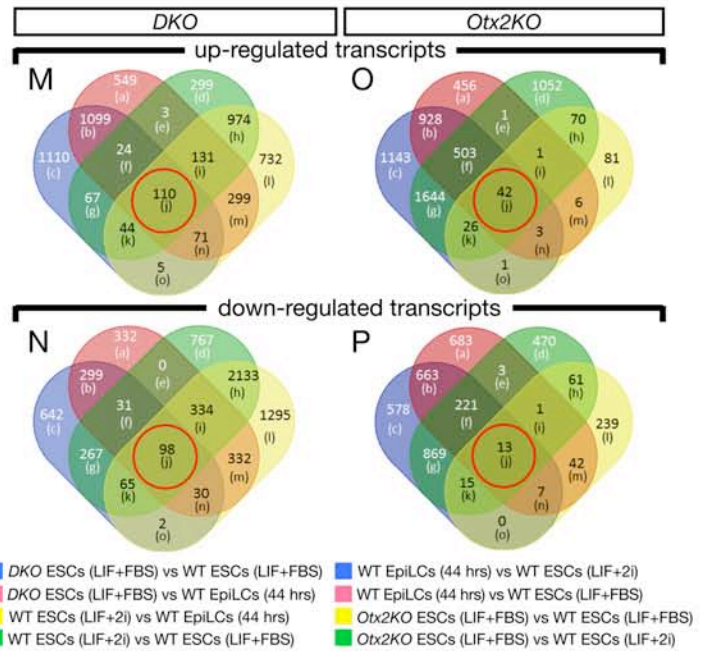 DKO Otx2KO
up-regulated transcripts
M O
549 299 456 1052
(a) (d) (a) (d)
1099 3 974 928 1 70
(b) (e) (h) (b) (e) (h)
1110 24 131 732 1143 503 1 81
(c) (f) (i) (l) (c) (f) (i) (l)
67 110 299 1644 42 6
(g) (j) (m) (g) (j) (m)
44 71 26 3
(k) (n) (k) (n)
5 1
(o) (o)
down-regulated transcripts
N P
332 767 683 470
(a) (d) (a) (d)
299 0 2133 663 3 61
(b) (e) (h) (b) (e) (h)
642 31 334 1295 578 221 1 239
(c) (f) (i) (l) (c) (f) (i) (l)
267 98 332 869 13 42
(g) (j) (m) (g) (j) (m)
65 30 15 7
(k) (n) (k) (n)
2 0
(o) (o)
DKO ESCs (LIF+FBS) vs WT ESCs (LIF+FBS)
DKO ESCs (LIF+FBS) vs WT EpiLCs (44 hrs)
WT ESCs (LIF+2i) vs WT EpiLCs (44 hrs)
WT ESCs (LIF+2i) vs WT ESCs (LIF+FBS)
WT EpiLCs (44 hrs) vs WT ESCs (LIF+2i)
WT EpiLCs (44 hrs) vs WT ESCs (LIF+FBS)
Otx2KO ESCs (LIF+FBS) vs WT ESCs (LIF+FBS)
Otx2KO ESCs (LIF+FBS) vs WT ESCs (LIF+2i)